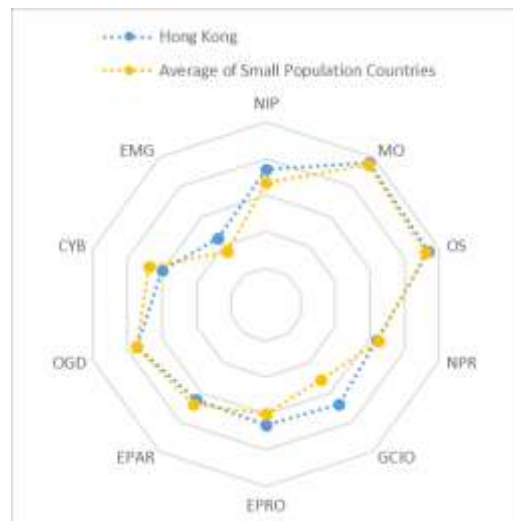 Hong Kong
Average of Small Population Countries
NIP
EMG
MO
CYB
OS
OGD
NPR
EPAR
GCIO
EPRO